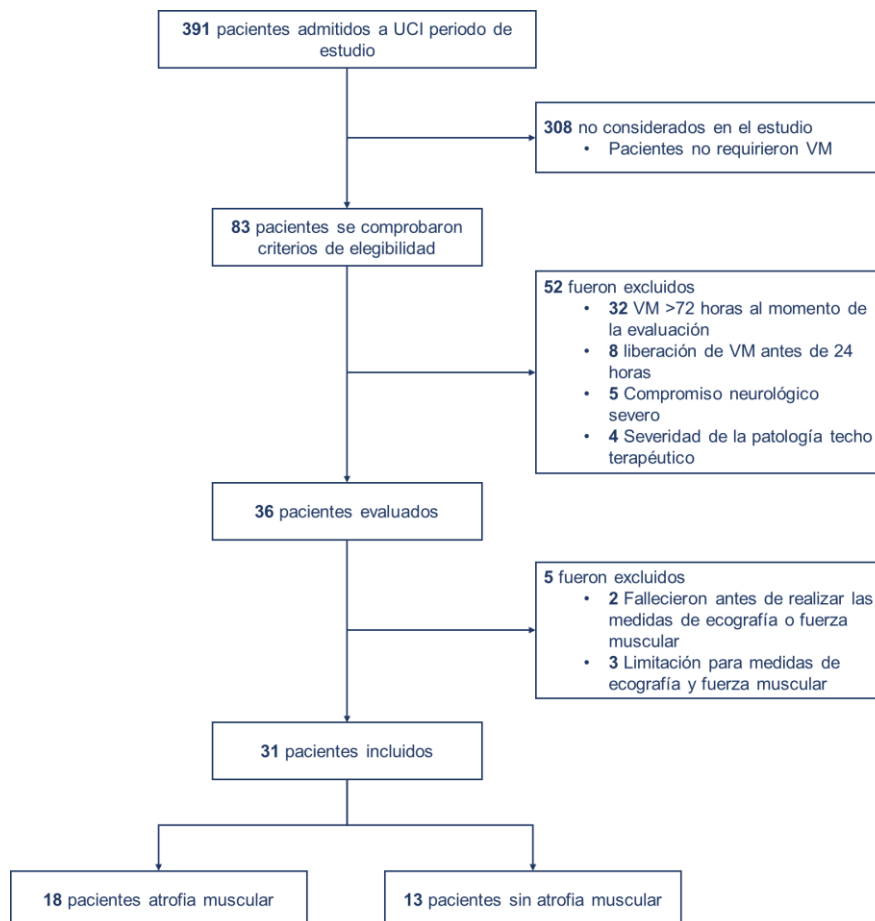 391 pacientes admitidos a UCI periodo de
estudio
308 no considerados en el estudio
• Pacientes no requirieron VM
83 pacientes se comprobaron
criterios de elegibilidad
52 fueron excluidos
• 32 VM >72 horas al momento de
la evaluación
• 8 liberación de VM antes de 24
horas
• 5 Compromiso neurológico
severo
• 4 Severidad de la patología techo
terapéutico
36 pacientes evaluados
5 fueron excluidos
• 2 Fallecieron antes de realizar las
medidas de ecografía o fuerza
muscular
• 3 Limitación para medidas de
ecografía y fuerza muscular
31 pacientes incluidos
18 pacientes atrofia muscular
13 pacientes sin atrofia muscular